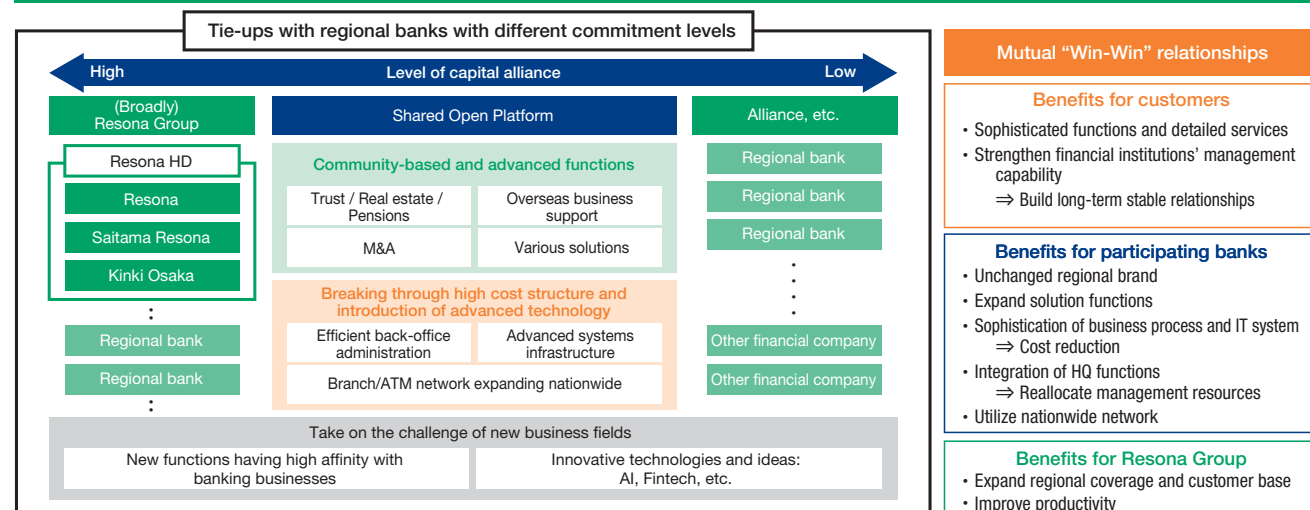 Tie-ups with regional banks with different commitment levels
High
Level of capital alliance
Low
(Broadly)
Resona Group
Resona HD
Resona
Saitama Resona
Kinki Osaka
:
Regional bank
Regional bank
:
Shared Open Platform
Community-based and advanced functions
Trust / Real estate /
Pensions
Overseas business
support
M&A
Various solutions
Breaking through high cost structure and
introduction of advanced technology
Efficient back-office
administration
Advanced systems
infrastructure
Branch/ATM network expanding nationwide
Alliance, etc.
Regional bank
Regional bank
Regional bank
Other financial company
Other financial company
Take on the challenge of new business fields
New functions having high affinity with
banking businesses
Innovative technologies and ideas:
AI, Fintech, etc.
Mutual “Win-Win” relationships
Benefits for customers
• Sophisticated functions and detailed services
• Strengthen financial institutions’ management
capability
⇒ Build long-term stable relationships
Benefits for participating banks
• Unchanged regional brand
• Expand solution functions
• Sophistication of business process and IT system
⇒ Cost reduction
• Integration of HQ functions
⇒ Reallocate management resources
• Utilize nationwide network
Benefits for Resona Group
• Expand regional coverage and customer base
• Improve productivity